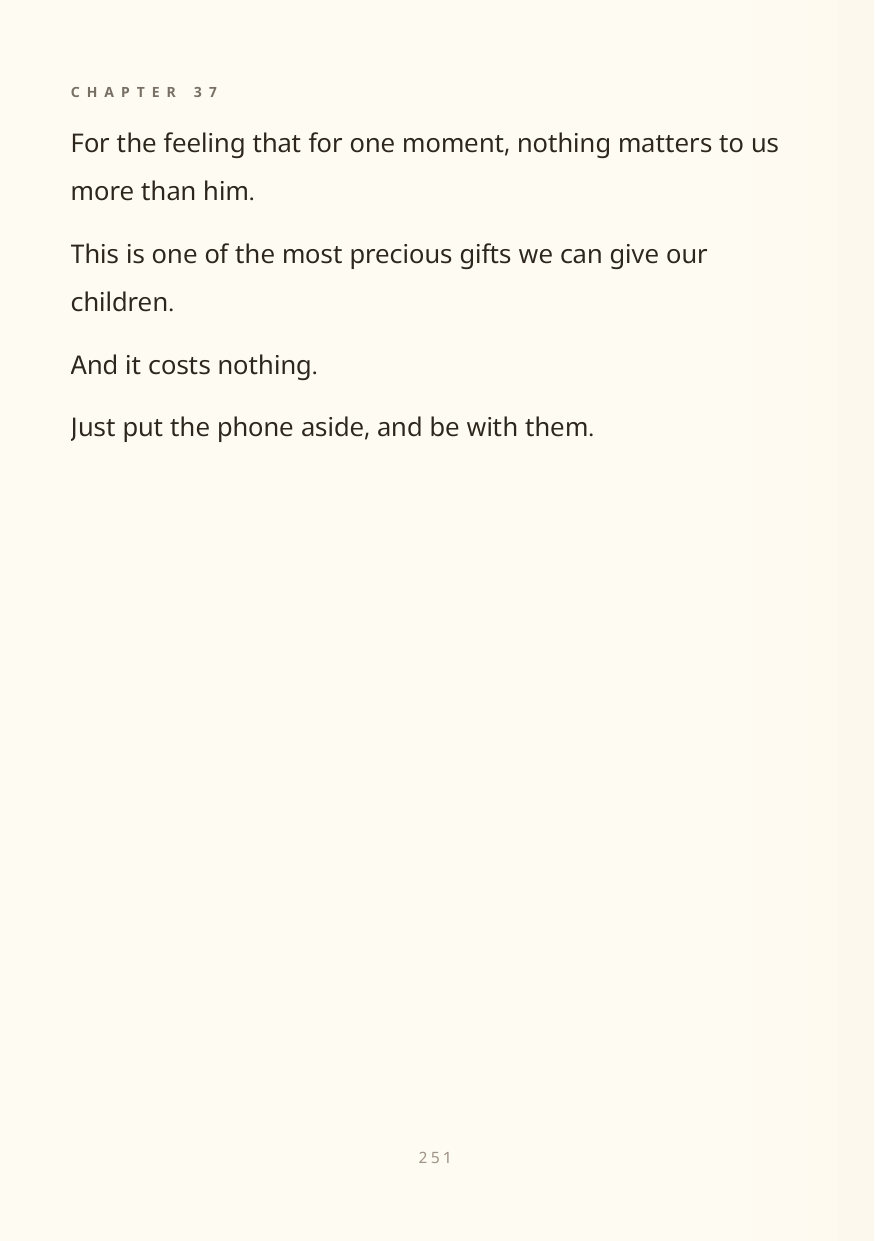 CHAPTER 37
For the feeling that for one moment, nothing matters to us
more than him.
This is one of the most precious gifts we can give our
children.
And it costs nothing.
Just put the phone aside, and be with them.
251